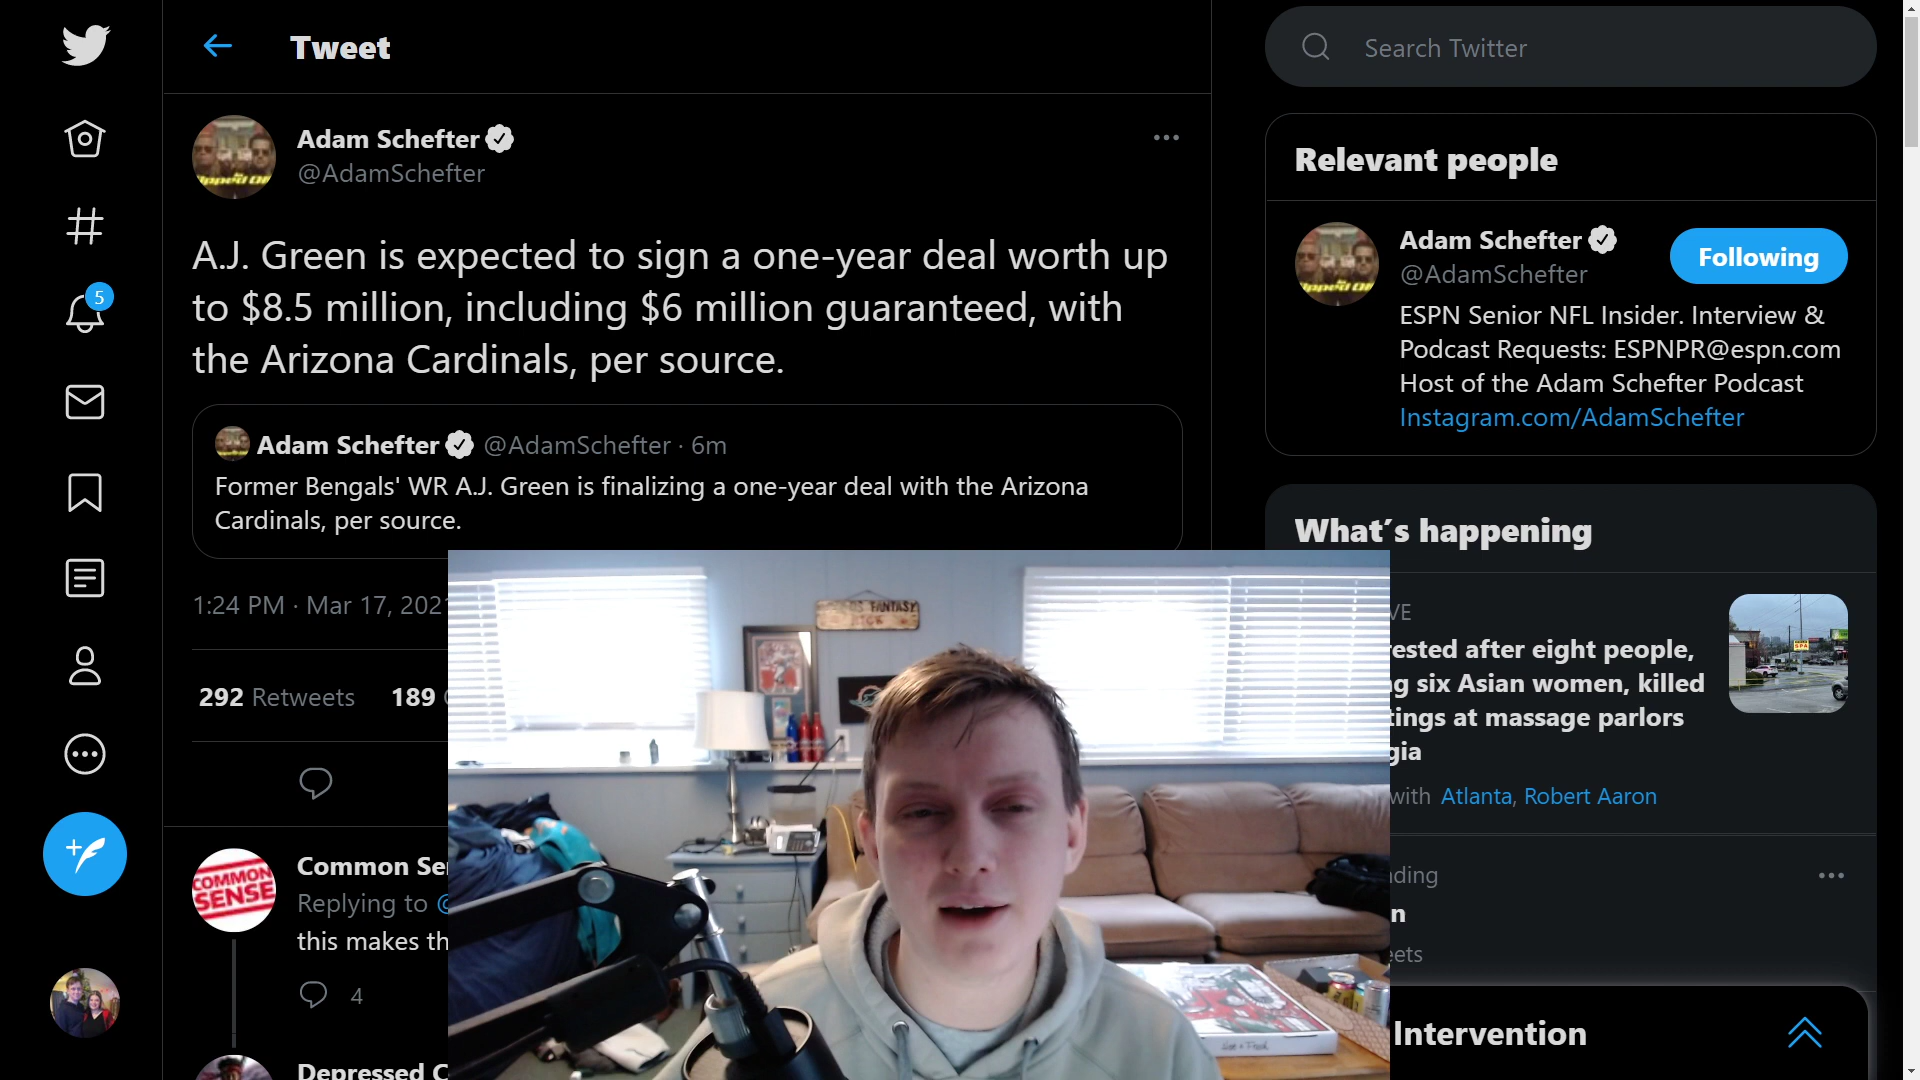 Tweet
Search Twitter
Adam Schefter
@AdamSchefter
A.J. Green is expected to sign a one-year deal worth up
to $8.5 million, including $6 million guaranteed, with
the Arizona Cardinals, per source.
Adam Schefter @AdamSchefter · 6m
Former Bengals' WR A.J. Green is finalizing a one-year deal with the Arizona
Cardinals, per source.
1:24 PM · Mar 17, 2021
292 Retweets 189
Common Se
Replying to @
this makes th
4
Depressed C
5
COMMON
SENSE
FANTASY
Relevant people
Adam Schefter
@AdamSchefter
Following
ESPN Senior NFL Insider. Interview &
Podcast Requests: ESPNPR@espn.com
Host of the Adam Schefter Podcast
Instagram.com/AdamSchefter
What's happening
VE
rested after eight people,
g six Asian women, killed
tings at massage parlors
gia
with Atlanta, Robert Aaron
SPA
nding
n
eets
Intervention